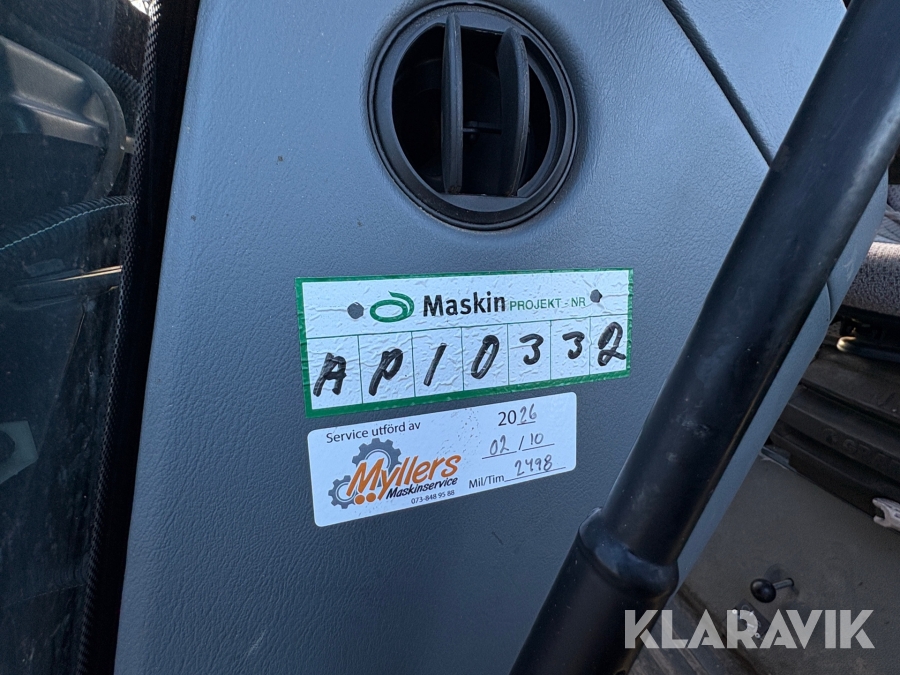 Maskin PROJEKT - NR
AP10332
Service utförd av
2026
02/10
Myllers
Maskinservice
073-848 95 88
Mil/Tim 2498
KLARAVIK